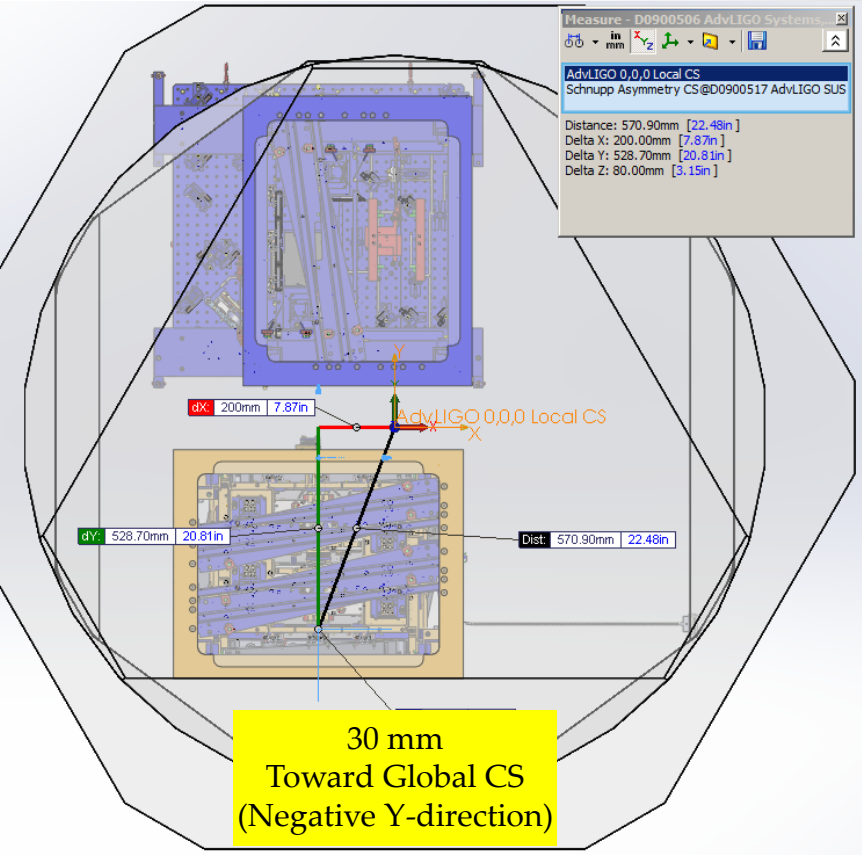 Measure - D0900506 AdvLIGO Systems,...
in
mm
X Y Z
AdvLIGO 0,0,0 Local CS
Schnupp Asymmetry CS@D0900517 AdvLIGO SUS
Distance: 570.90mm [22.48in ]
Delta X: 200.00mm [7.87in ]
Delta Y: 528.70mm [20.81in ]
Delta Z: 80.00mm [3.15in ]
Y
Y
dX: 200mm 7.87in
AdvLIGO 0,0,0 Local CS
X
X
dY: 528.70mm 20.81in
Dist: 570.90mm 22.48in
30 mm
Toward Global CS
(Negative Y-direction)